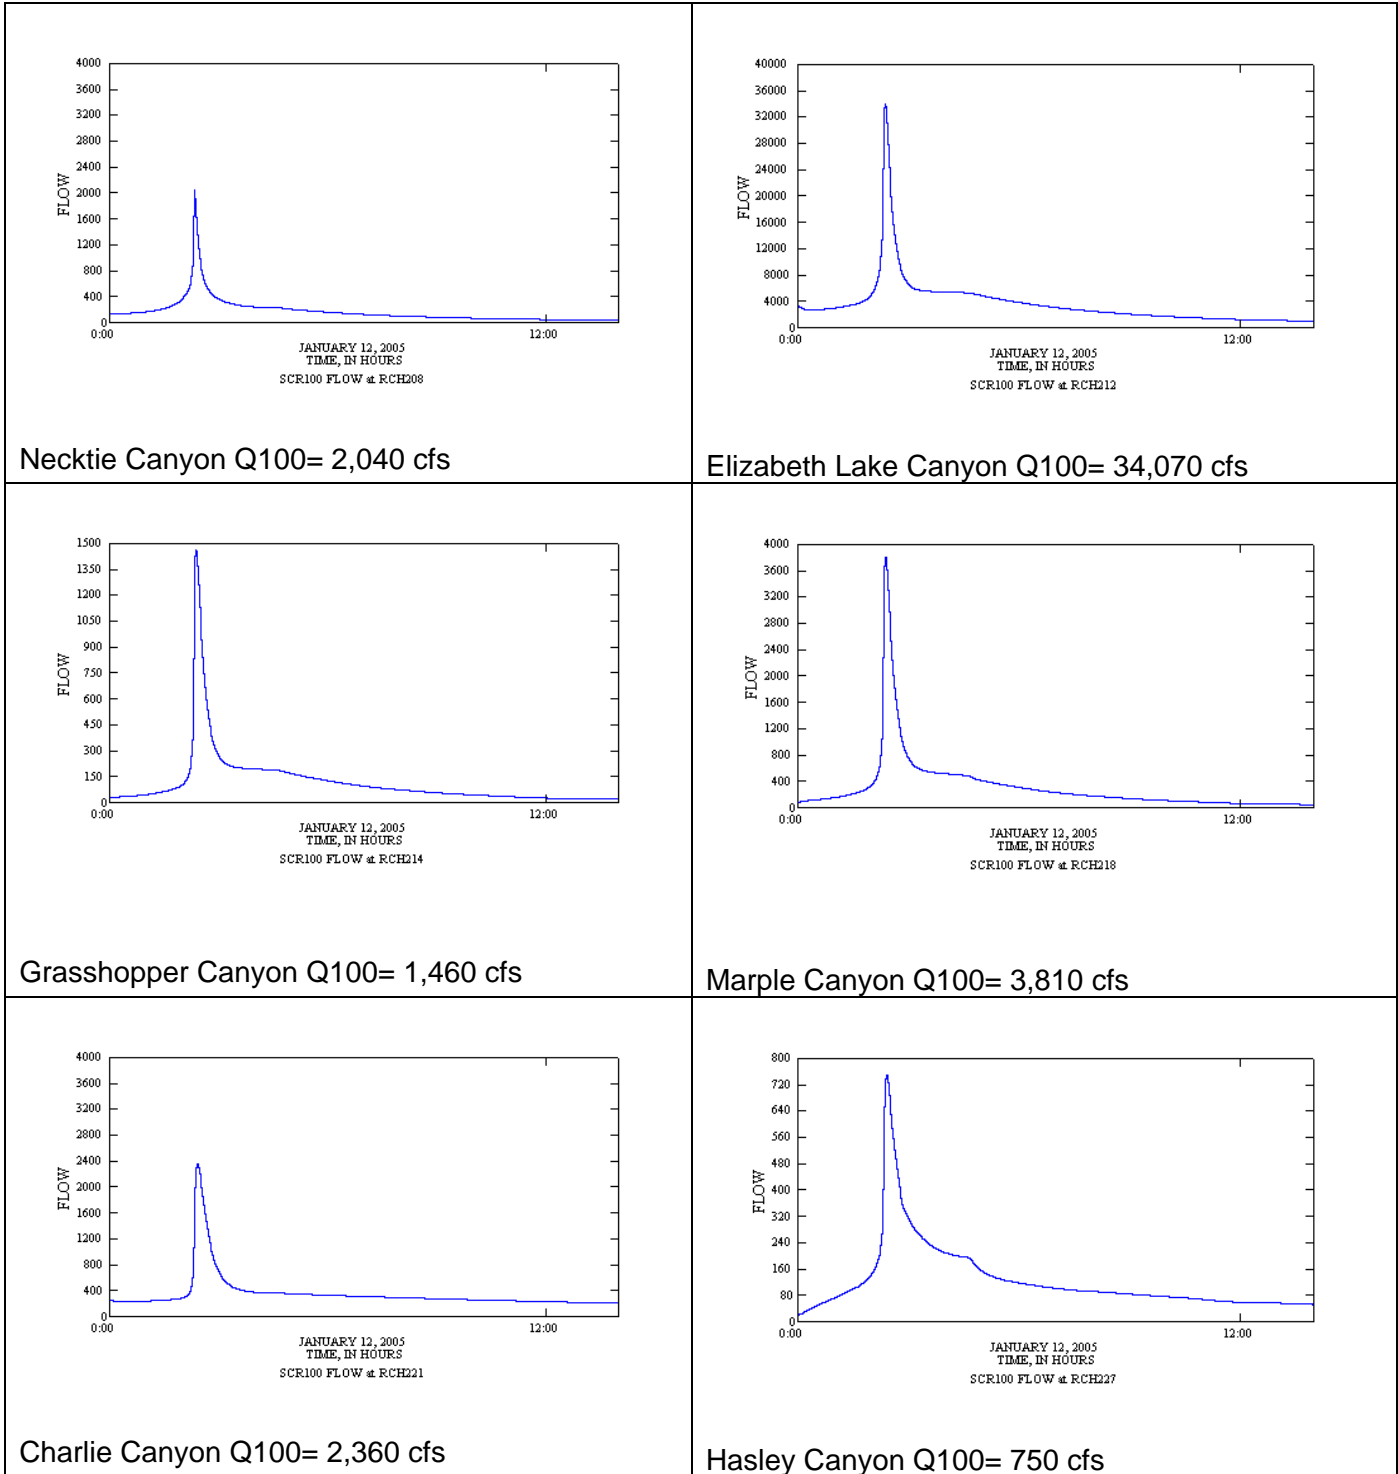 4000
3600
3200
2800
2400
2000
1600
1200
800
400
0
FLOW
0:00
12:00
JANUARY 12, 2005
TIME, IN HOURS
SCR100 FLOW at RCH208
Necktie Canyon Q100= 2,040 cfs
40000
36000
32000
28000
24000
20000
16000
12000
8000
4000
0
FLOW
0:00
12:00
JANUARY 12, 2005
TIME, IN HOURS
SCR100 FLOW at RCH212
Elizabeth Lake Canyon Q100= 34,070 cfs
1500
1350
1200
1050
900
750
600
450
300
150
0
FLOW
0:00
12:00
JANUARY 12, 2005
TIME, IN HOURS
SCR100 FLOW at RCH214
Grasshopper Canyon Q100= 1,460 cfs
4000
3600
3200
2800
2400
2000
1600
1200
800
400
0
FLOW
0:00
12:00
JANUARY 12, 2005
TIME, IN HOURS
SCR100 FLOW at RCH218
Marple Canyon Q100= 3,810 cfs
4000
3600
3200
2800
2400
2000
1600
1200
800
400
0
FLOW
0:00
12:00
JANUARY 12, 2005
TIME, IN HOURS
SCR100 FLOW at RCH221
Charlie Canyon Q100= 2,360 cfs
800
720
640
560
480
400
320
240
160
80
0
FLOW
0:00
12:00
JANUARY 12, 2005
TIME, IN HOURS
SCR100 FLOW at RCH227
Hasley Canyon Q100= 750 cfs